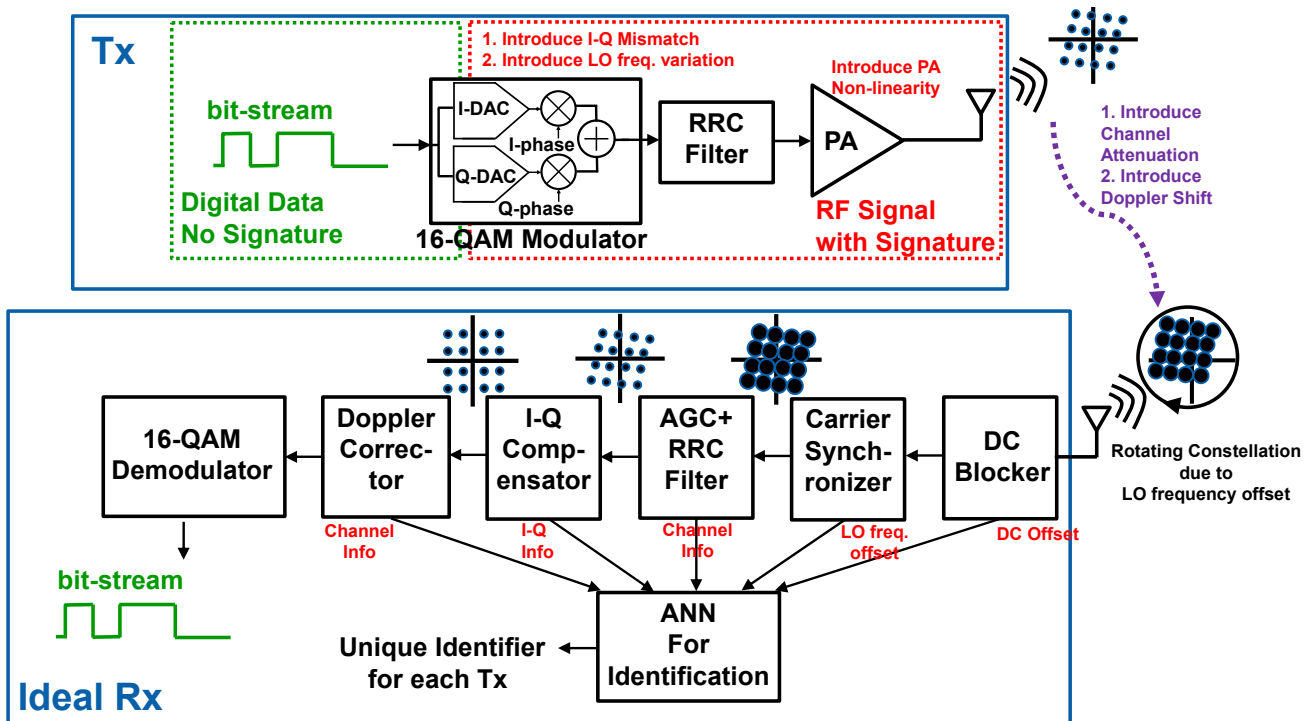 Tx
bit-stream
Digital Data
No Signature
1. Introduce I-Q Mismatch
2. Introduce LO freq. variation
I-DAC
I-phase
Q-DAC
Q-phase
16-QAM Modulator
RRC
Filter
Introduce PA
Non-linearity
PA
RF Signal
with Signature
1. Introduce
Channel
Attenuation
2. Introduce
Doppler Shift
Rotating Constellation
due to
LO frequency offset
DC
Blocker
DC Offset
Carrier
Synch-
ronizer
LO freq.
offset
AGC+
RRC
Filter
Channel
Info
I-Q
Comp-
ensator
I-Q
Info
Doppler
Correc-
tor
Channel
Info
16-QAM
Demodulator
bit-stream
ANN
For
Identification
Unique Identifier
for each Tx
Ideal Rx